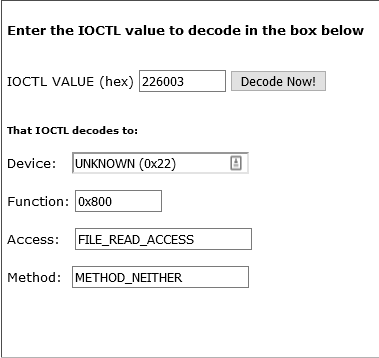 Enter the IOCTL value to decode in the box below
IOCTL VALUE (hex) 226003 Decode Now!
That IOCTL decodes to:
Device: UNKNOWN (0x22)
Function: 0x800
Access: FILE_READ_ACCESS
Method: METHOD_NEITHER